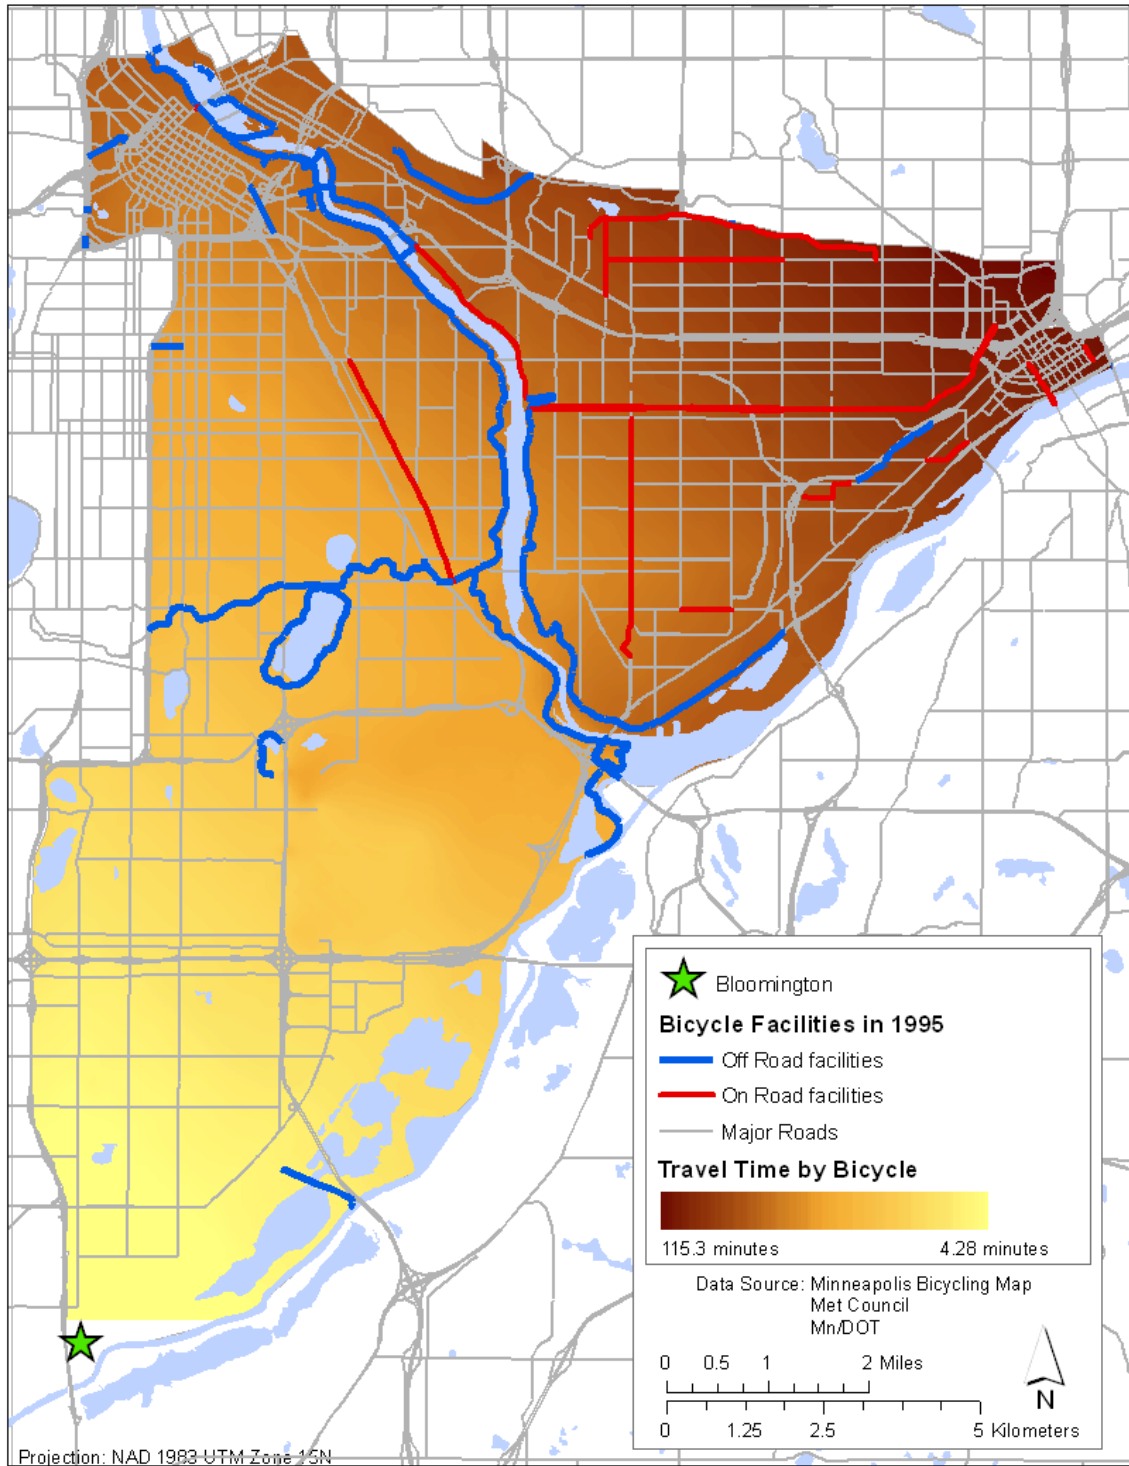 Bloomington
Bicycle Facilities in 1995
Off Road facilities
On Road facilities
Major Roads
Travel Time by Bicycle
115.3 minutes 4.28 minutes
Data Source: Minneapolis Bicycling Map
Met Council
Mn/DOT
0 0.5 1 2 Miles
0 1.25 2.5 5 Kilometers
N
Projection: NAD 1983 UTM Zone 15N